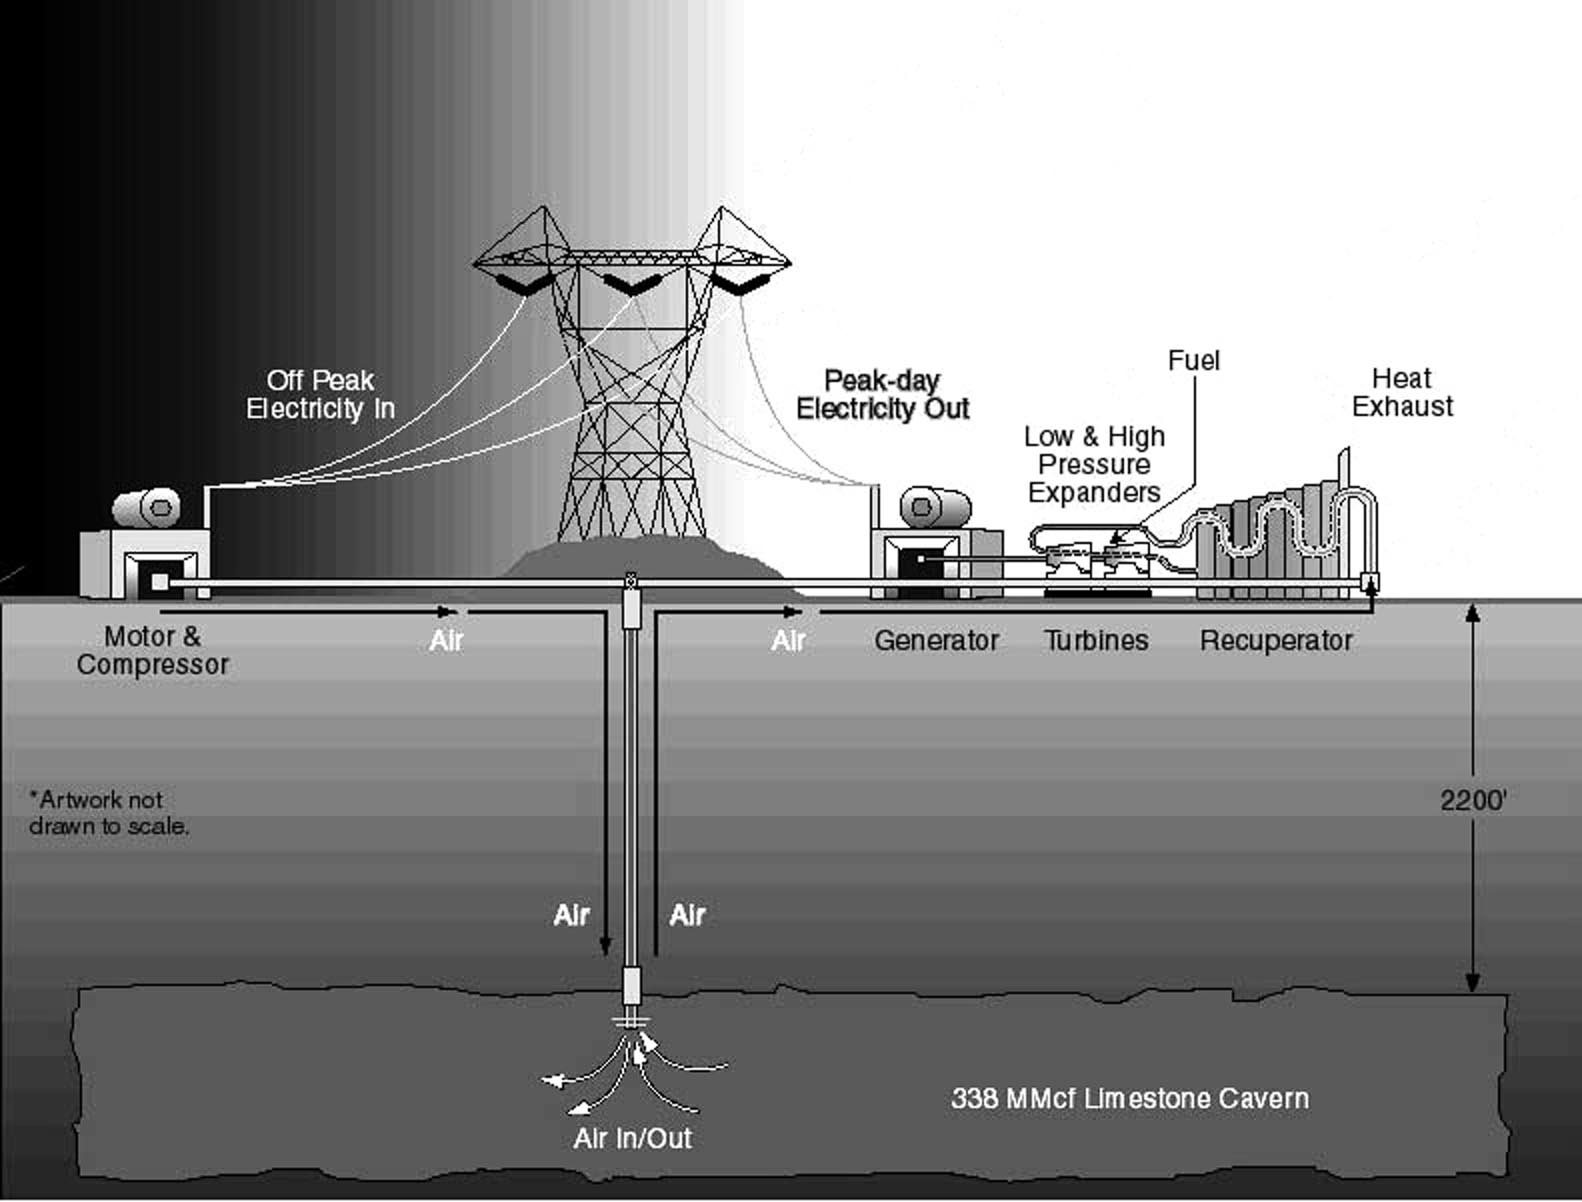 Off Peak
Electricity In
Peak-day
Electricity Out
Fuel
Heat
Exhaust
Low & High
Pressure
Expanders
Motor &
Compressor
Air
Air
Generator
Turbines
Recuperator
*Artwork not
drawn to scale.
2200'
Air
Air
338 MMcf Limestone Cavern
Air In/Out